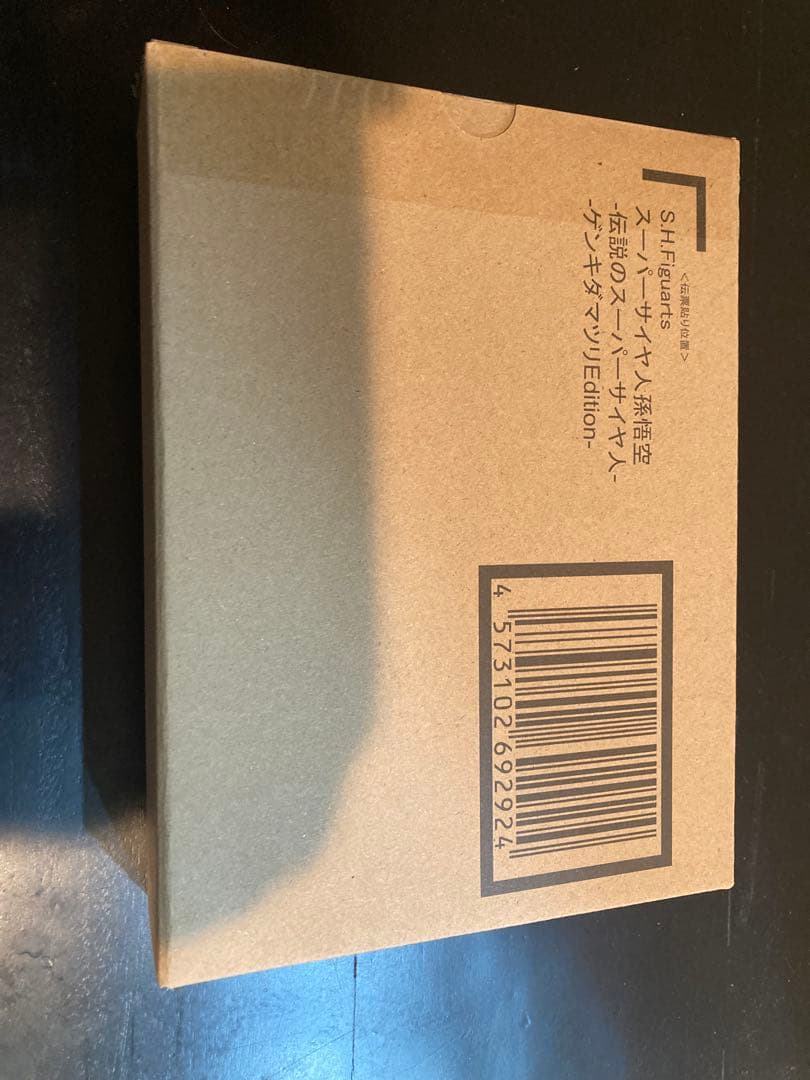 <伝票貼り位置>
S.H.Figuarts
スーパーサイヤ人孫悟空
-伝説のスーパーサイヤ人-
-ゲンキダマツリEdition-
4 573102 692924